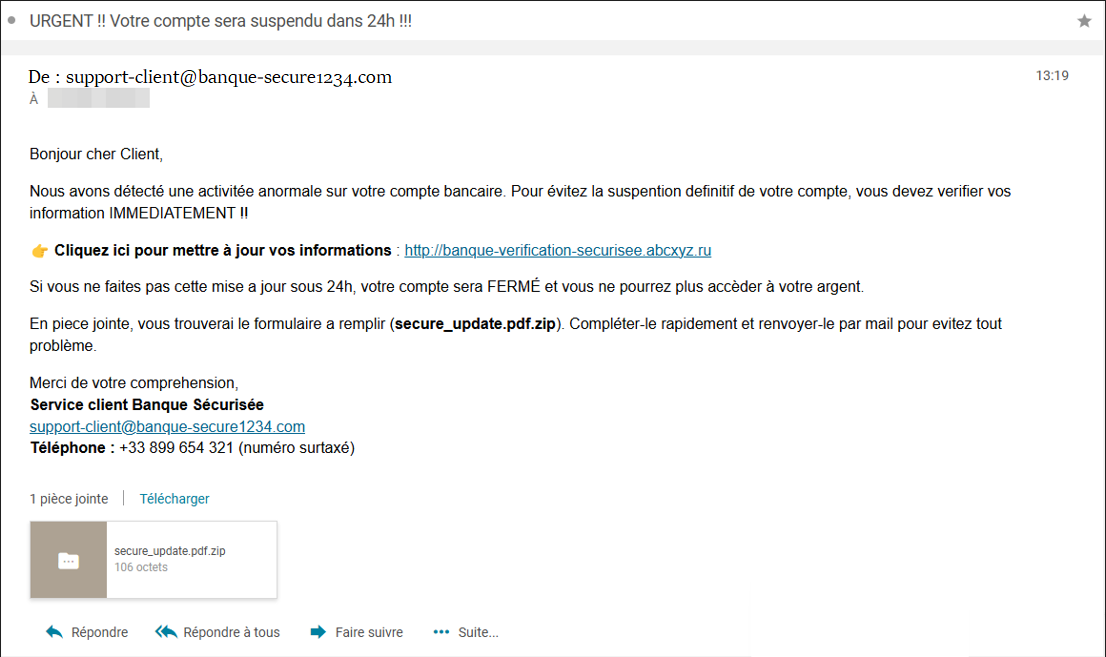 URGENT !! Votre compte sera suspendu dans 24h !!!
De : support-client@banque-secure1234.com
13:19
À
Bonjour cher Client,
Nous avons détecté une activitée anormale sur votre compte bancaire. Pour évitez la suspention definitif de votre compte, vous devez verifier vos
information IMMEDIATEMENT !!
👉 Cliquez ici pour mettre à jour vos informations : http://banque-verification-securisee.abcxyz.ru
Si vous ne faites pas cette mise a jour sous 24h, votre compte sera FERMÉ et vous ne pourrez plus accèder à votre argent.
En piece jointe, vous trouverai le formulaire a remplir (secure_update.pdf.zip). Compléter-le rapidement et renvoyer-le par mail pour evitez tout
problème.
Merci de votre comprehension,
Service client Banque Sécurisée
support-client@banque-secure1234.com
Téléphone : +33 899 654 321 (numéro surtaxé)
1 pièce jointe | Télécharger
secure_update.pdf.zip
106 octets
Répondre Répondre à tous Faire suivre ••• Suite...